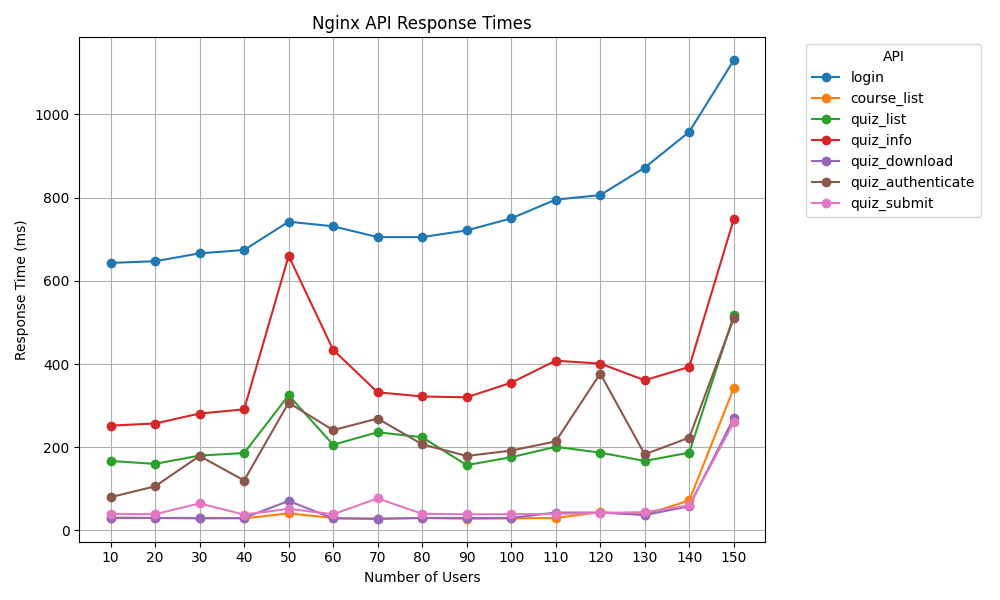 Nginx API Response Times
Response Time (ms)
1000
800
600
400
200
0
10 20 30 40 50 60 70 80 90 100 110 120 130 140 150
Number of Users
API
login
course_list
quiz_list
quiz_info
quiz_download
quiz_authenticate
quiz_submit